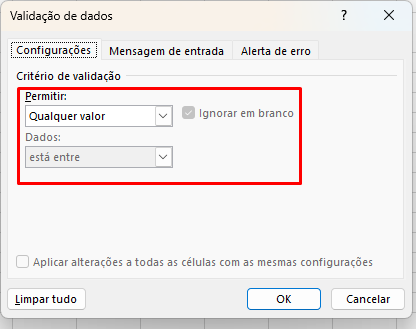 Validação de dados
Configurações Mensagem de entrada Alerta de erro
Critério de validação
Permitir:
Qualquer valor Ignorar em branco
Dados:
está entre
Aplicar alterações a todas as células com as mesmas configurações
Limpar tudo OK Cancelar